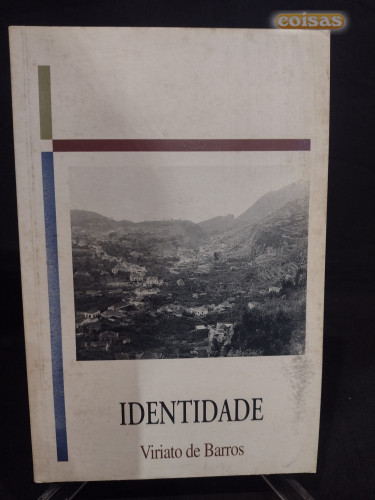 coisas
IDENTIDADE
Viriato de Barros